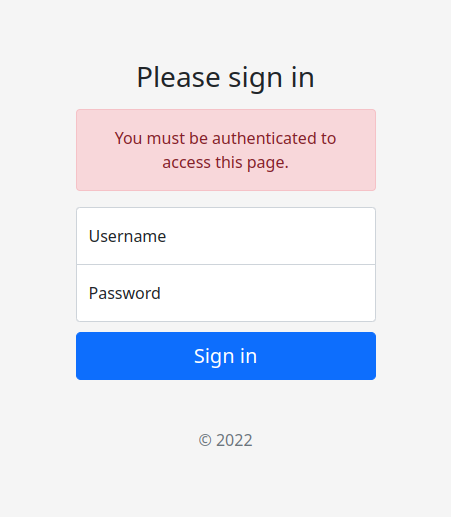 Please sign in
You must be authenticated to
access this page.
Username
Password
Sign in
© 2022